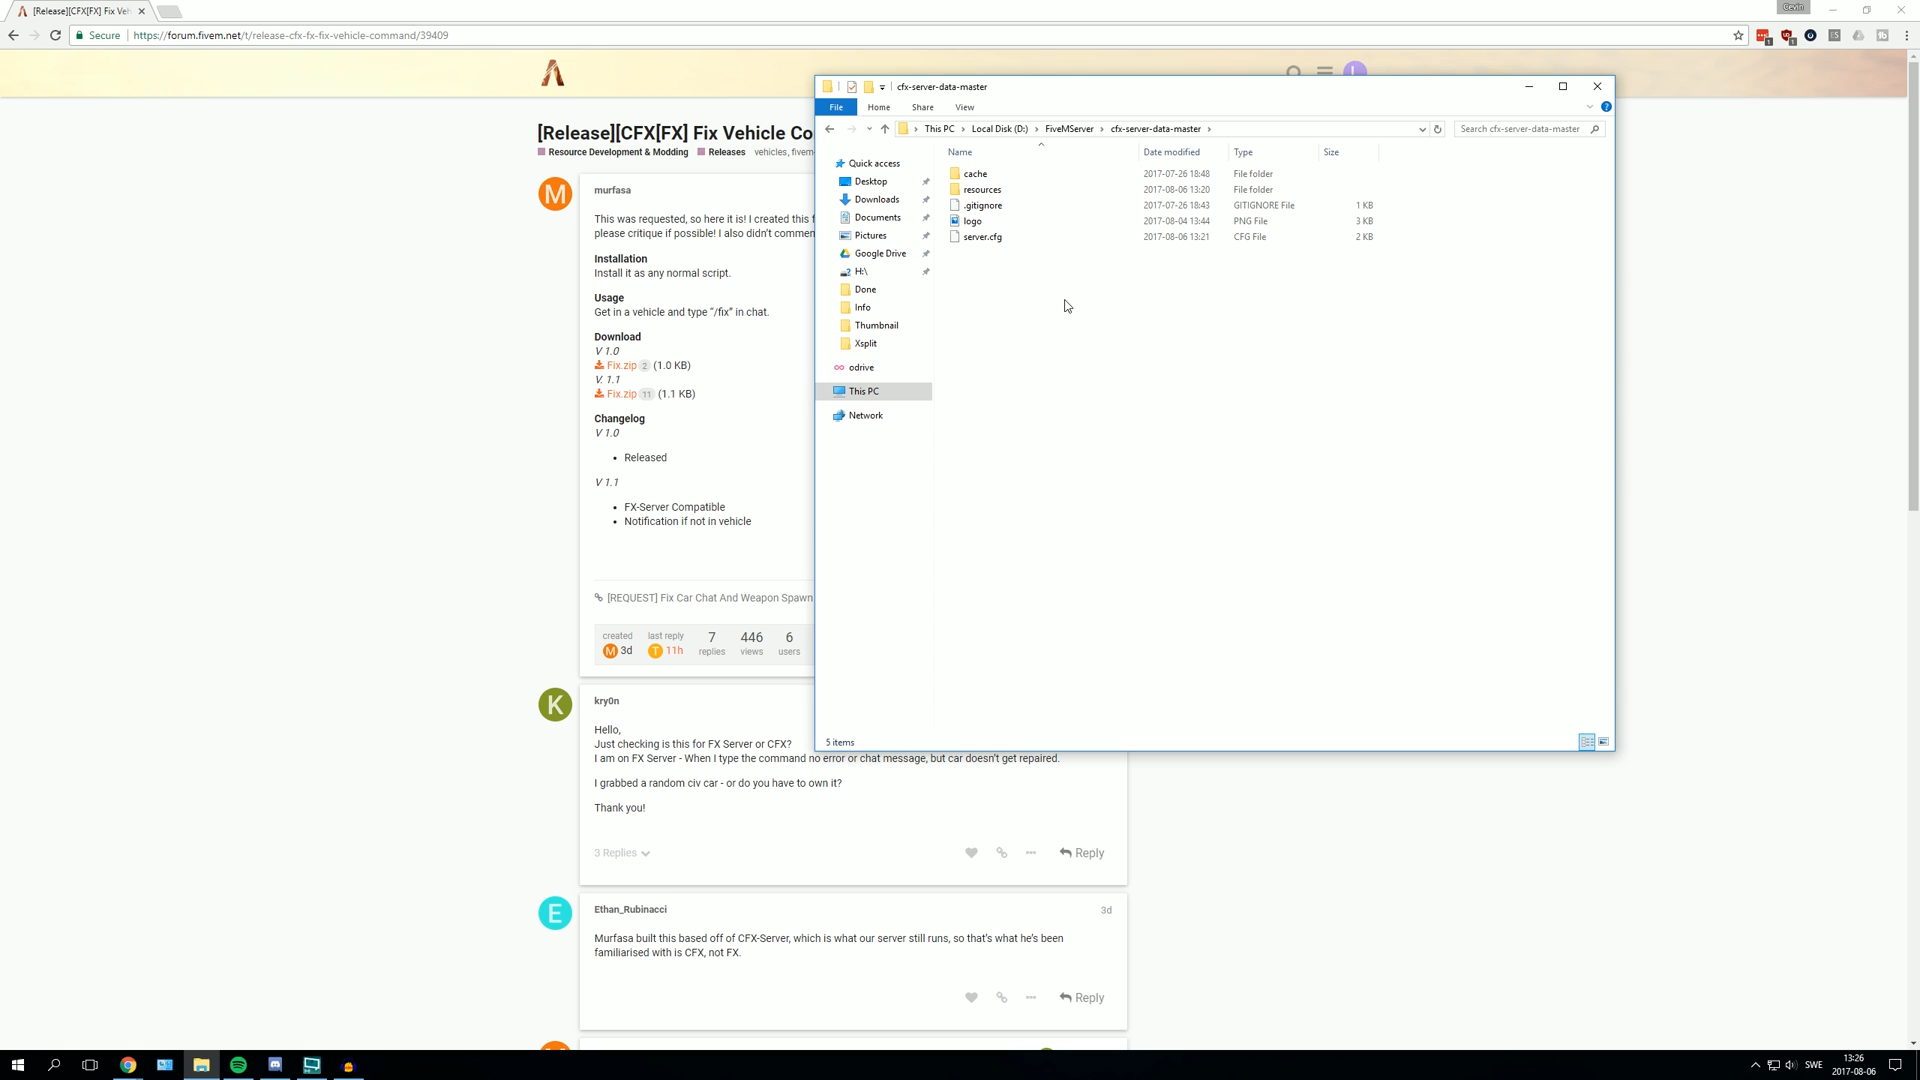 [Release][CFX[FX] Fix Veh
Cevin
Secure
https://forum.fivem.net/t/release-cfx-fx-fix-vehicle-command/39409
[Release][CFX[FX] Fix Vehicle Co
Resource Development & Modding Releases vehicles, fivem
M
murfasa
This was requested, so here it is! I created this f
please critique if possible! I also didn't commen
Installation
Install it as any normal script.
Usage
Get in a vehicle and type "/fix" in chat.
Download
V 1.0
Fix.zip 2 (1.0 KB)
V. 1.1
Fix.zip 11 (1.1 KB)
Changelog
V 1.0
• Released
V 1.1
• FX-Server Compatible
• Notification if not in vehicle
[REQUEST] Fix Car Chat And Weapon Spawn
created last reply 7 446 6
M 3d T 11h replies views users
K
kry0n
Hello,
Just checking is this for FX Server or CFX?
I am on FX Server - When I type the command no error or chat message, but car doesn't get repaired.
I grabbed a random civ car - or do you have to own it?
Thank you!
3 Replies
Reply
E
Ethan_Rubinacci 3d
Murfasa built this based off of CFX-Server, which is what our server still runs, so that's what he's been
familiarised with is CFX, not FX.
Reply
cfx-server-data-master
File Home Share View
This PC > Local Disk (D:) > FiveMServer > cfx-server-data-master >
Search cfx-server-data-master
Name Date modified Type Size
cache 2017-07-26 18:48 File folder
resources 2017-08-06 13:20 File folder
.gitignore 2017-07-26 18:43 GITIGNORE File 1 KB
logo 2017-08-04 13:44 PNG File 3 KB
server.cfg 2017-08-06 13:21 CFG File 2 KB
Quick access
Desktop
Downloads
Documents
Pictures
Google Drive
H:\
Done
Info
Thumbnail
Xsplit
odrive
This PC
Network
5 items
SWE
13:26
2017-08-06